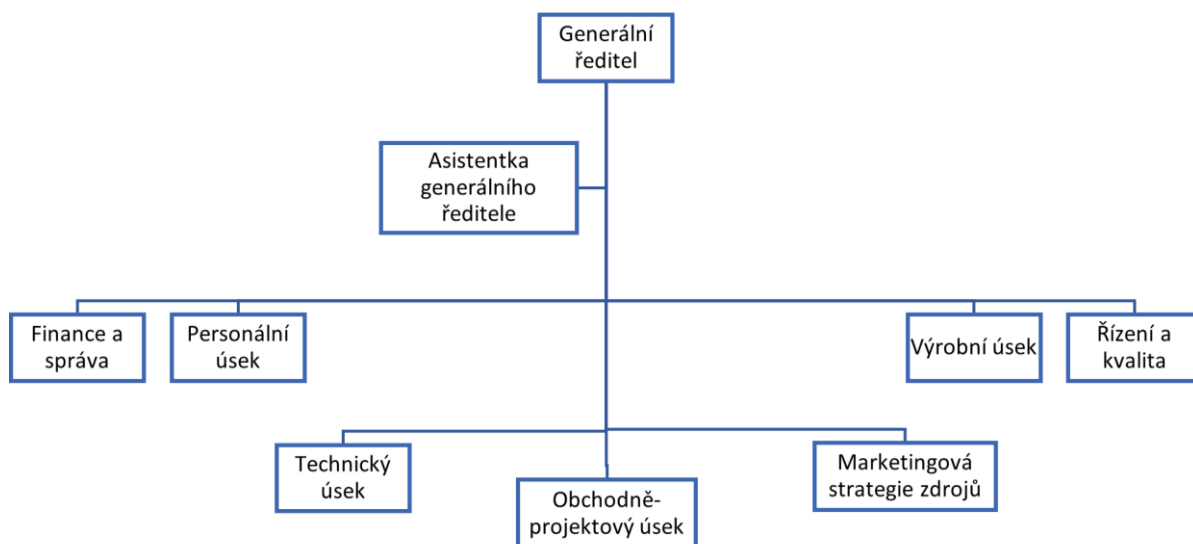 Generální
ředitel
Asistentka
generálního
ředitele
Finance a
správa
Personální
úsek
Výrobní úsek
Řízení a
kvalita
Technický
úsek
Obchodně-
projektový úsek
Marketingová
strategie zdrojů